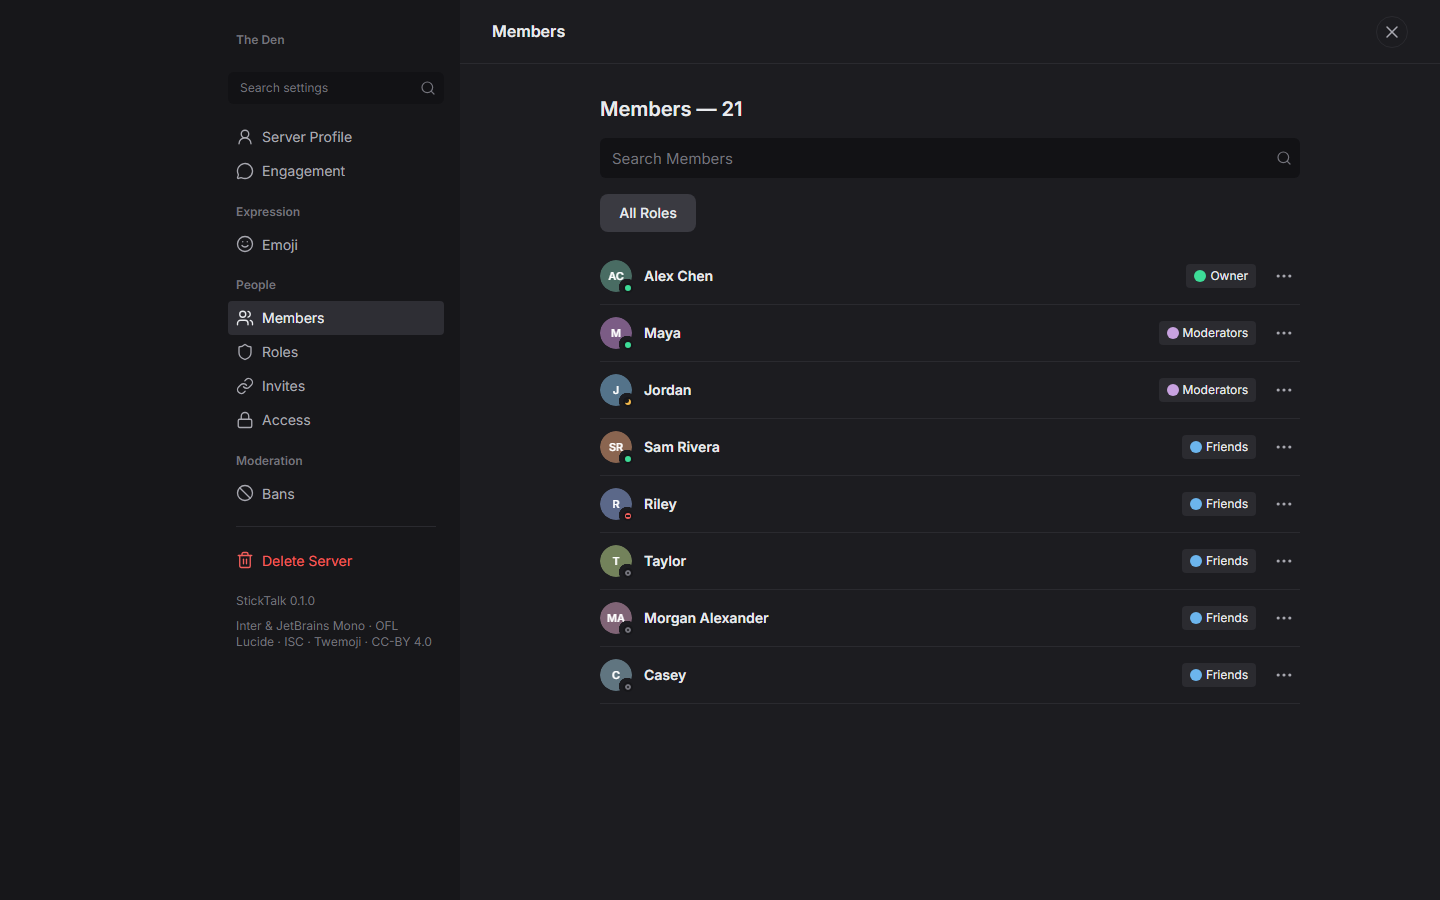 The Den
Search settings
Server Profile
Engagement
Expression
Emoji
People
Members
Roles
Invites
Access
Moderation
Bans
Delete Server
StickTalk 0.1.0
Inter & JetBrains Mono · OFL
Lucide · ISC · Twemoji · CC-BY 4.0
Members
Members — 21
Search Members
All Roles
AC Alex Chen Owner
M Maya Moderators
J Jordan Moderators
SR Sam Rivera Friends
R Riley Friends
T Taylor Friends
MA Morgan Alexander Friends
C Casey Friends